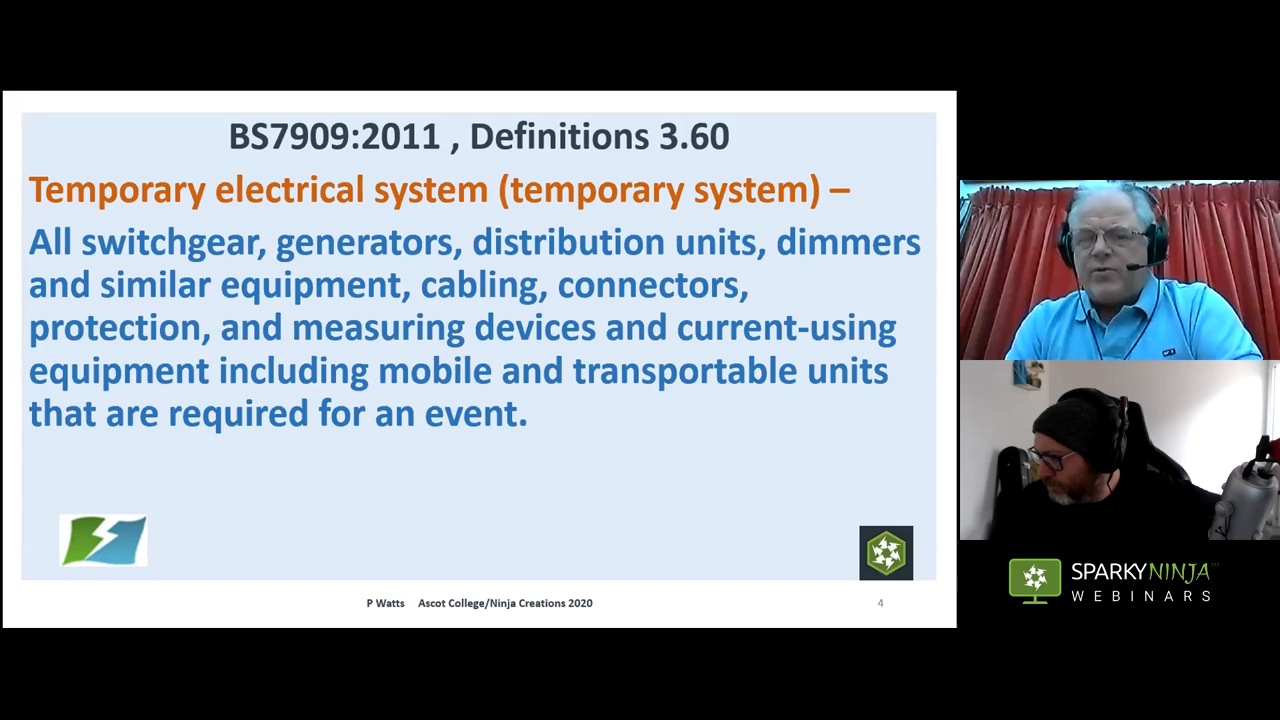 BS7909:2011 , Definitions 3.60
Temporary electrical system (temporary system) –
All switchgear, generators, distribution units, dimmers
and similar equipment, cabling, connectors,
protection, and measuring devices and current-using
equipment including mobile and transportable units
that are required for an event.
P Watts Ascot College/Ninja Creations 2020
4
SPARKYNINJA™
WEBINARS